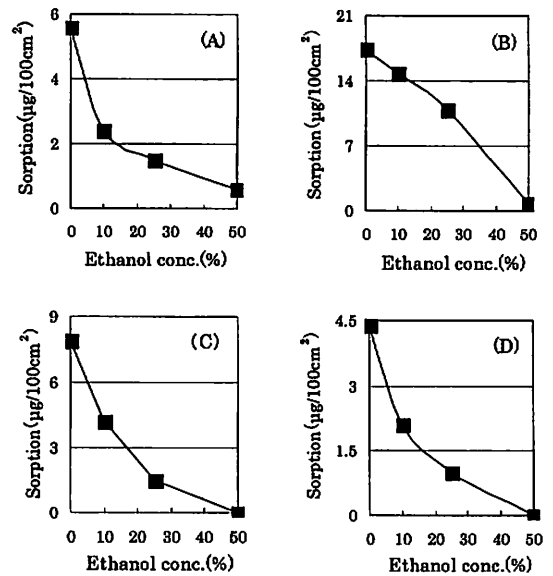 (A)
Sorption(μg/100cm²)
6
4
2
0
0 10 20 30 40 50
Ethanol conc.(%)
(B)
Sorption(μg/100cm²)
21
14
7
0
0 10 20 30 40 50
Ethanol conc.(%)
(C)
Sorption(μg/100cm²)
9
6
3
0
0 10 20 30 40 50
Ethanol conc.(%)
(D)
Sorption(μg/100cm²)
4.5
3
1.5
0
0 10 20 30 40 50
Ethanol conc.(%)